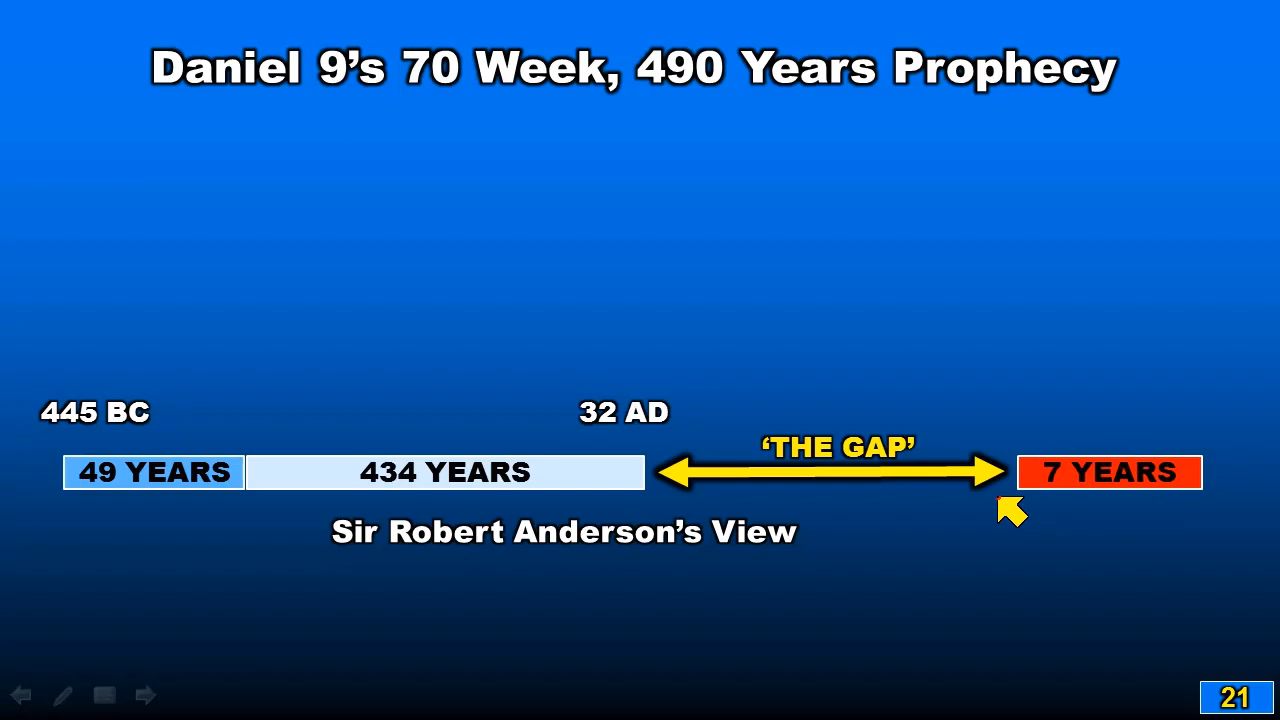 Daniel 9’s 70 Week, 490 Years Prophecy
445 BC
32 AD
‘THE GAP’
49 YEARS
434 YEARS
7 YEARS
Sir Robert Anderson’s View
21